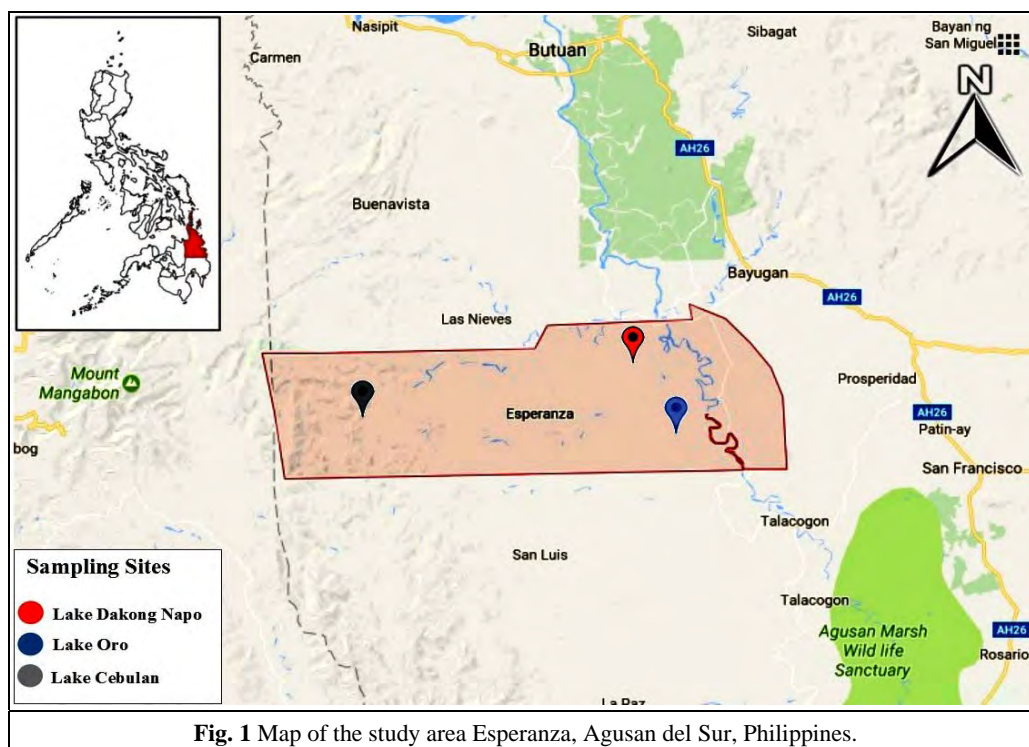 Nasipit
Carmen
Butuan
Sibagat
Bayan ng
San Miguel
N
AH26
Buenavista
Bayugan
AH26
Las Nieves
Mount
Mangabon
Prosperidad
Esperanza
AH26
Patin-ay
bog
San Francisco
Talacogon
San Luis
Sampling Sites
Lake Dakong Napo
Lake Oro
Lake Cebulan
Talacogon
Agusan Marsh
Wild life
Sanctuary
AH26
Rosario
La Paz
Fig. 1 Map of the study area Esperanza, Agusan del Sur, Philippines.